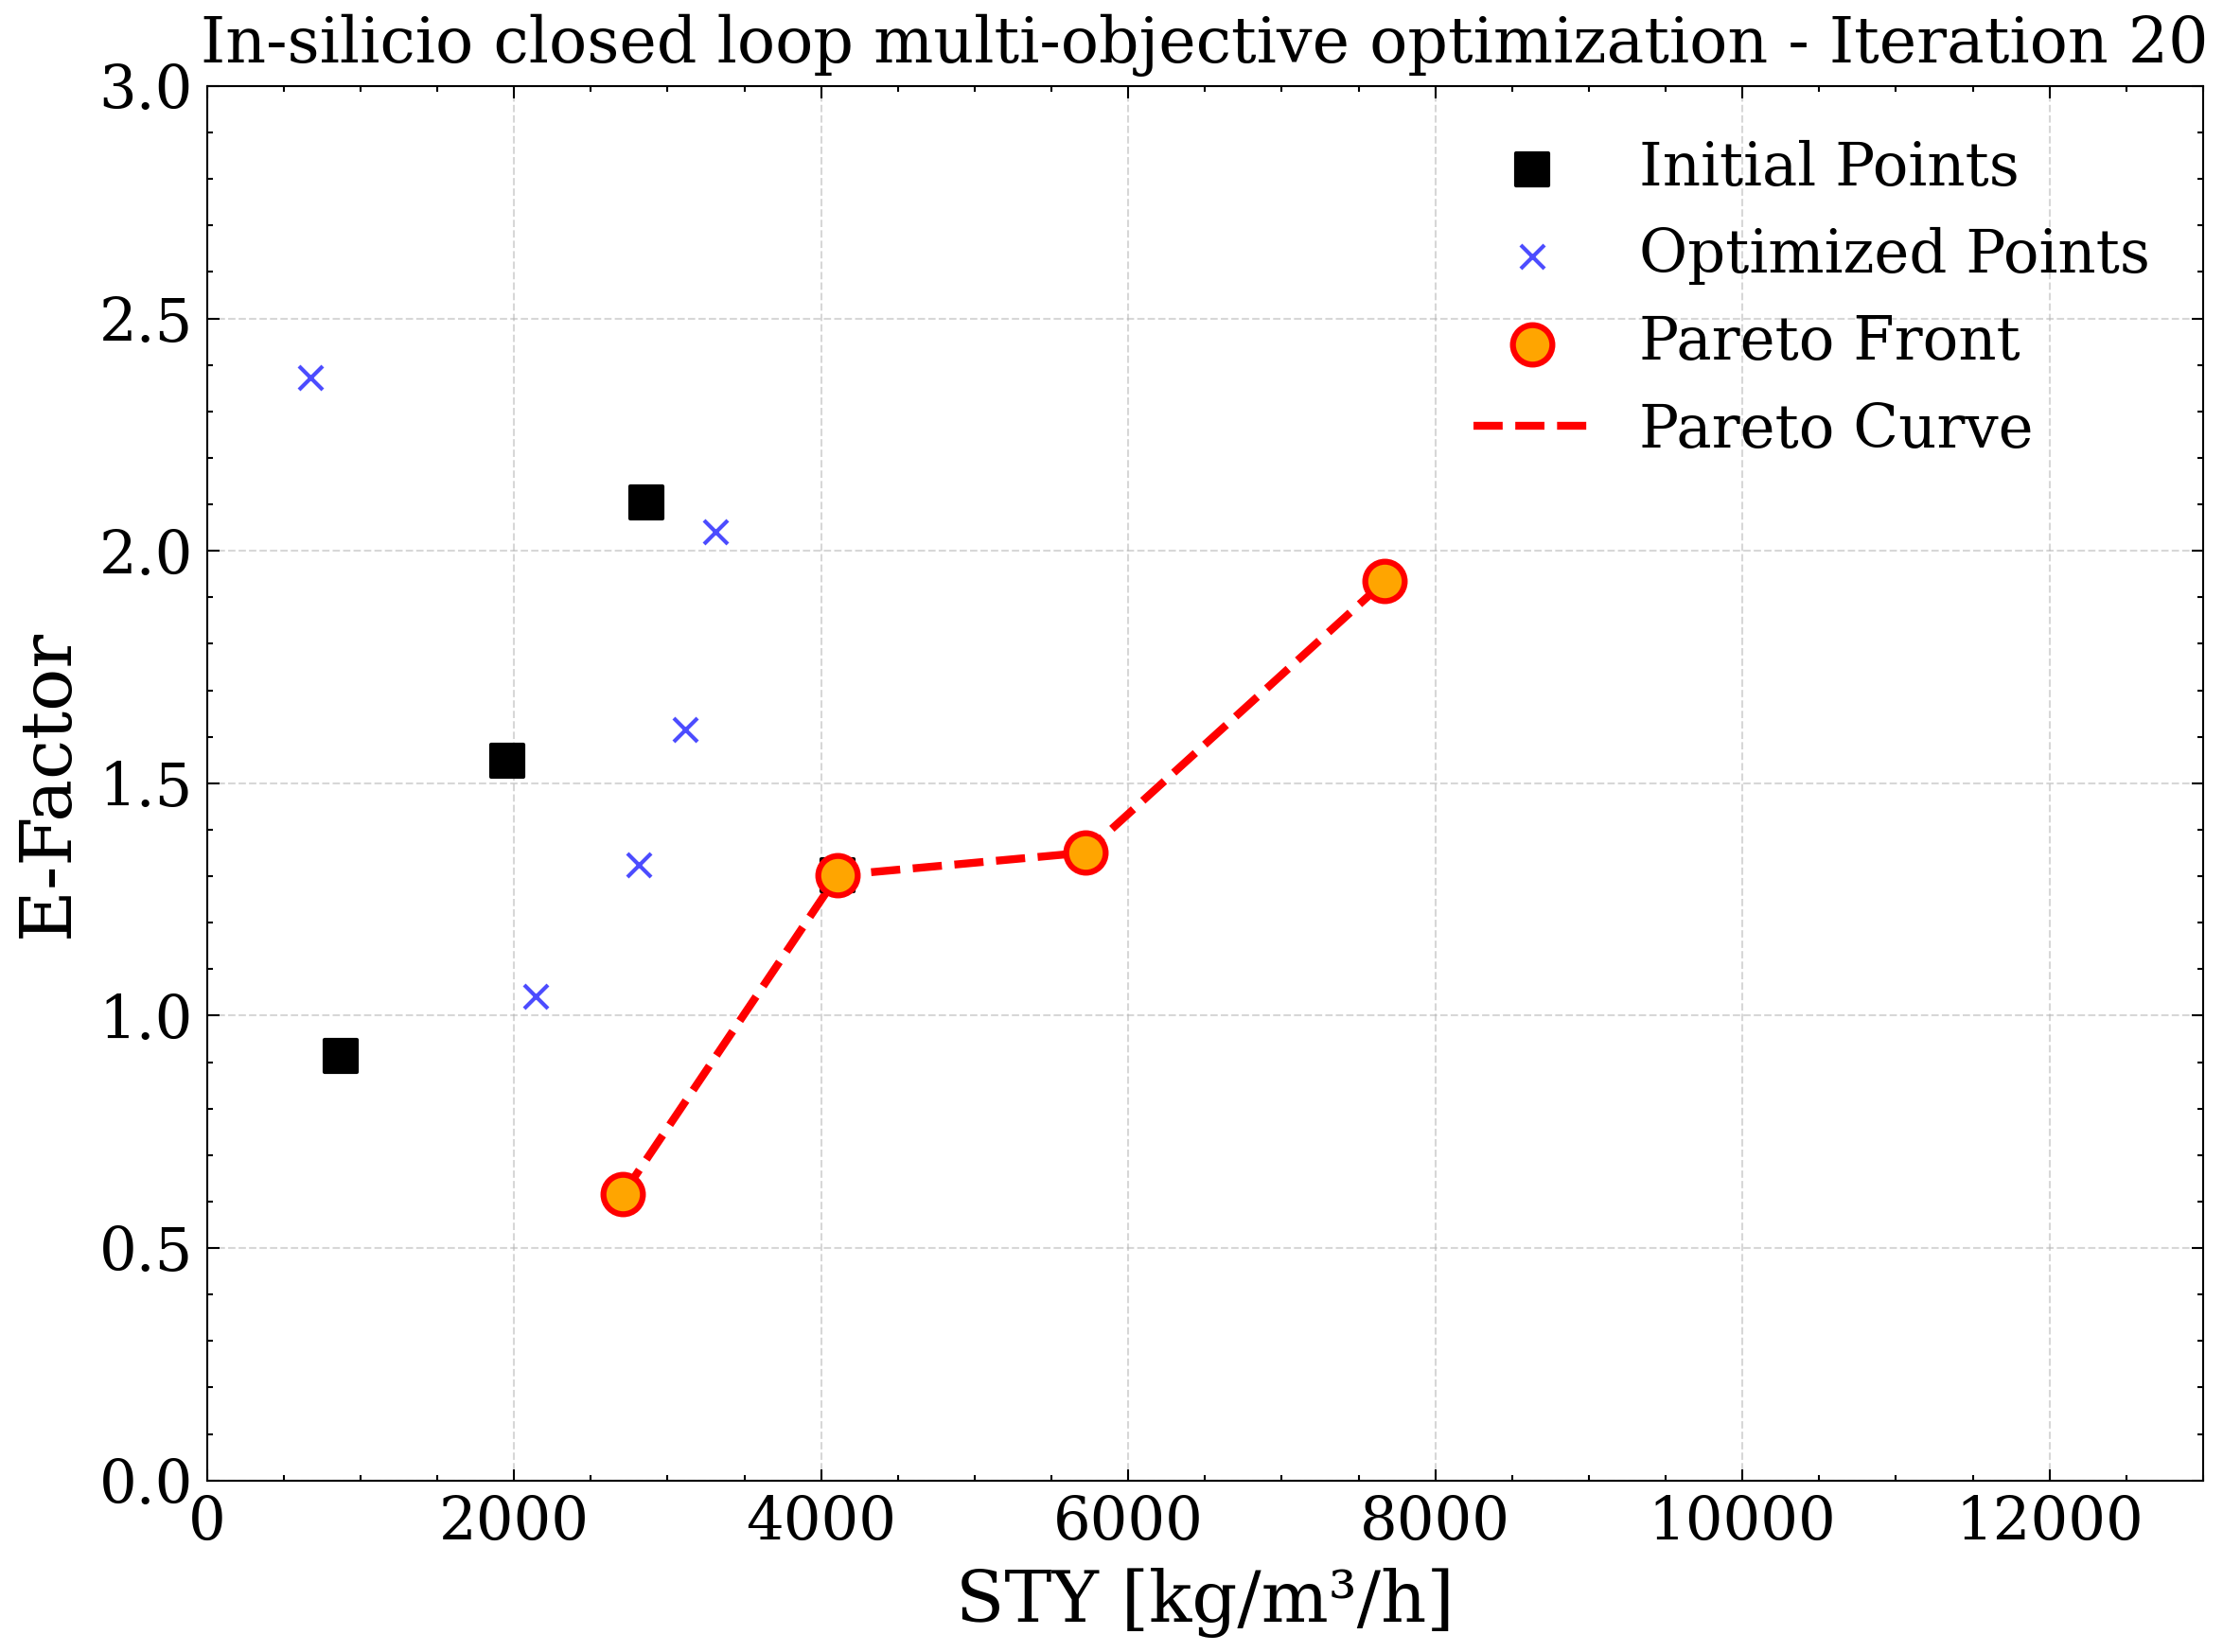 In-silicio closed loop multi-objective optimization - Iteration 20
3.0
2.5
2.0
1.5
1.0
0.5
0.0
E-Factor
Initial Points
Optimized Points
Pareto Front
Pareto Curve
0 2000 4000 6000 8000 10000 12000
STY [kg/m³/h]